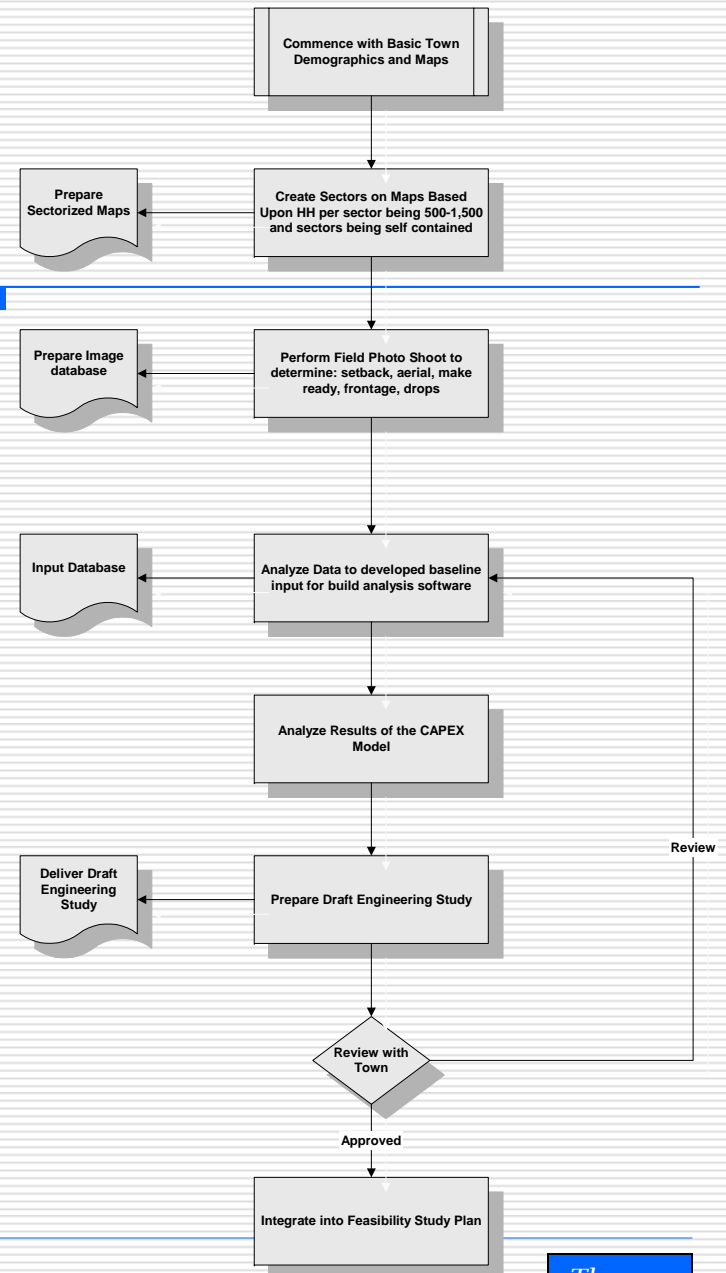 Commence with Basic Town
Demographics and Maps
Prepare
Sectorized Maps
Create Sectors on Maps Based
Upon HH per sector being 500-1,500
and sectors being self contained
Prepare Image
database
Perform Field Photo Shoot to
determine: setback, aerial, make
ready, frontage, drops
Input Database
Analyze Data to developed baseline
input for build analysis software
Analyze Results of the CAPEX
Model
Review
Deliver Draft
Engineering
Study
Prepare Draft Engineering Study
Review with
Town
Approved
Integrate into Feasibility Study Plan